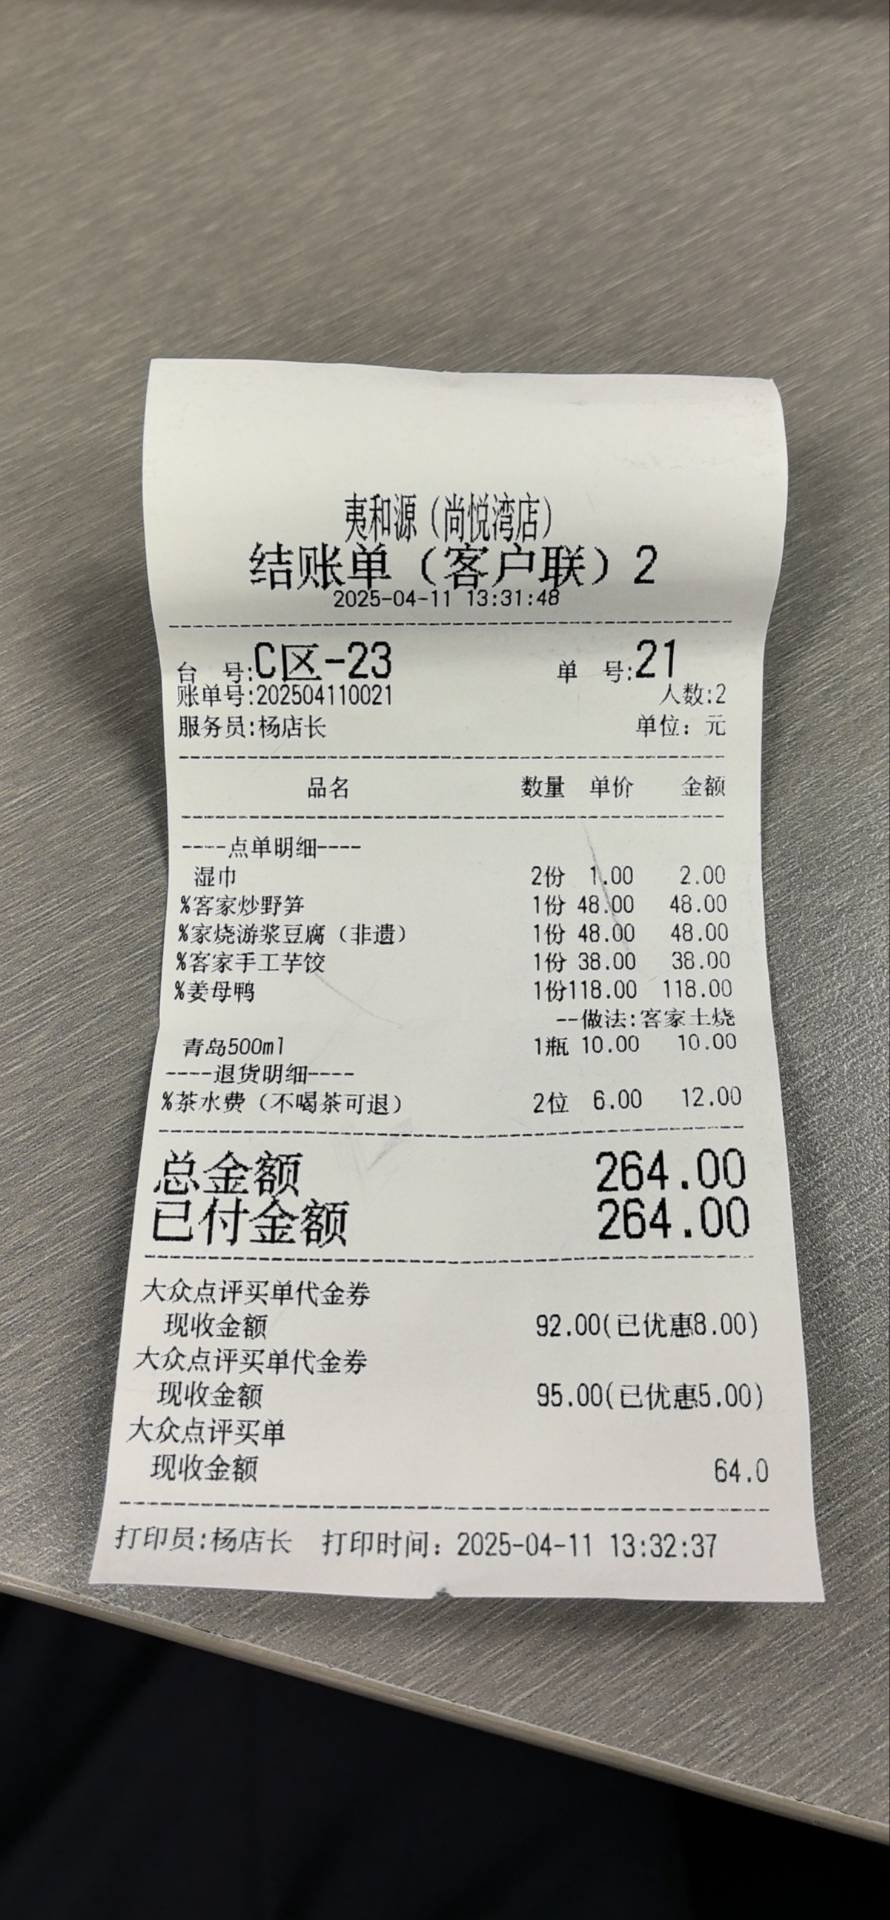 夷和源（尚悦湾店）
结账单（客户联）2
2025-04-11 13:31:48
台 号:C区-23 单 号:21
账单号:202504110021 人数:2
服务员:杨店长 单位：元
品名 数量 单价 金额
----点单明细----
湿巾 2份 1.00 2.00
%客家炒野笋 1份 48.00 48.00
%家烧游浆豆腐（非遗） 1份 48.00 48.00
%客家手工芋饺 1份 38.00 38.00
%姜母鸭 1份118.00 118.00
--做法:客家土烧
青岛500ml 1瓶 10.00 10.00
----退货明细----
%茶水费（不喝茶可退） 2位 6.00 12.00
总金额 264.00
已付金额 264.00
大众点评买单代金券
现收金额 92.00(已优惠8.00)
大众点评买单代金券
现收金额 95.00(已优惠5.00)
大众点评买单
现收金额 64.0
打印员:杨店长 打印时间：2025-04-11 13:32:37